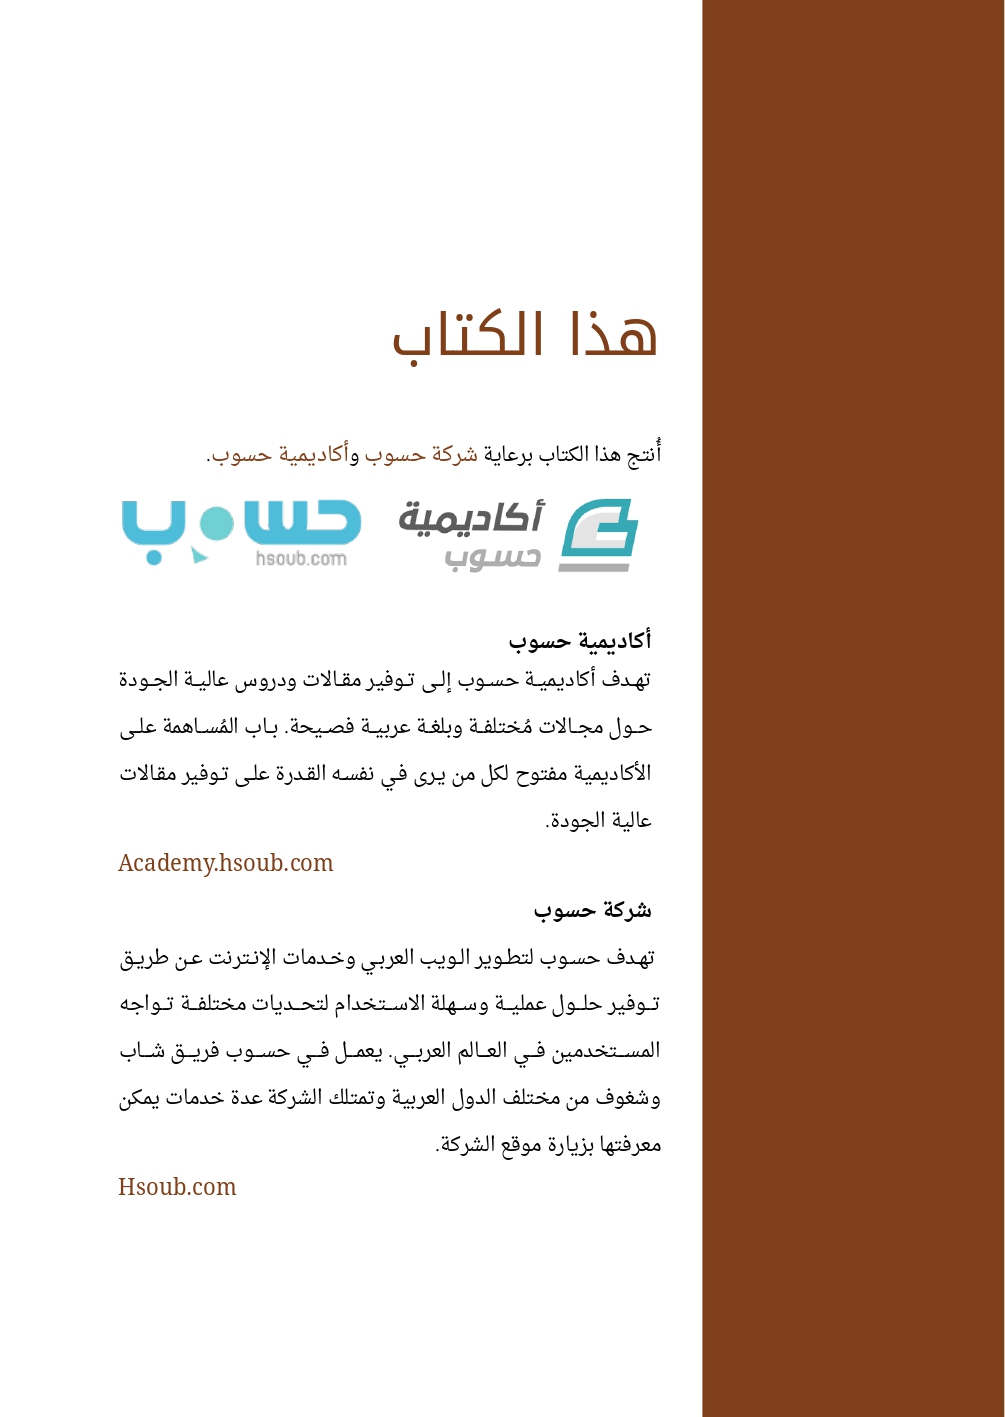 هذا الكتاب
أُنتج هذا الكتاب برعاية شركة حسوب وأكاديمية حسوب.
أكاديمية
حسوب
حسوب
hsoub.com
أكاديمية حسوب
تهدف أكاديمية حسوب إلى توفير مقالات ودروس عالية الجودة
حول مجالات مُختلفة وبلغة عربية فصيحة. باب المُساهمة على
الأكاديمية مفتوح لكل من يرى في نفسه القدرة على توفير مقالات
عالية الجودة.
Academy.hsoub.com
شركة حسوب
تهدف حسوب لتطوير الويب العربي وخدمات الإنترنت عن طريق
توفير حلول عملية وسهلة الاستخدام لتحديات مختلفة تواجه
المستخدمين في العالم العربي. يعمل في حسوب فريق شاب
وشغوف من مختلف الدول العربية وتمتلك الشركة عدة خدمات يمكن
معرفتها بزيارة موقع الشركة.
Hsoub.com